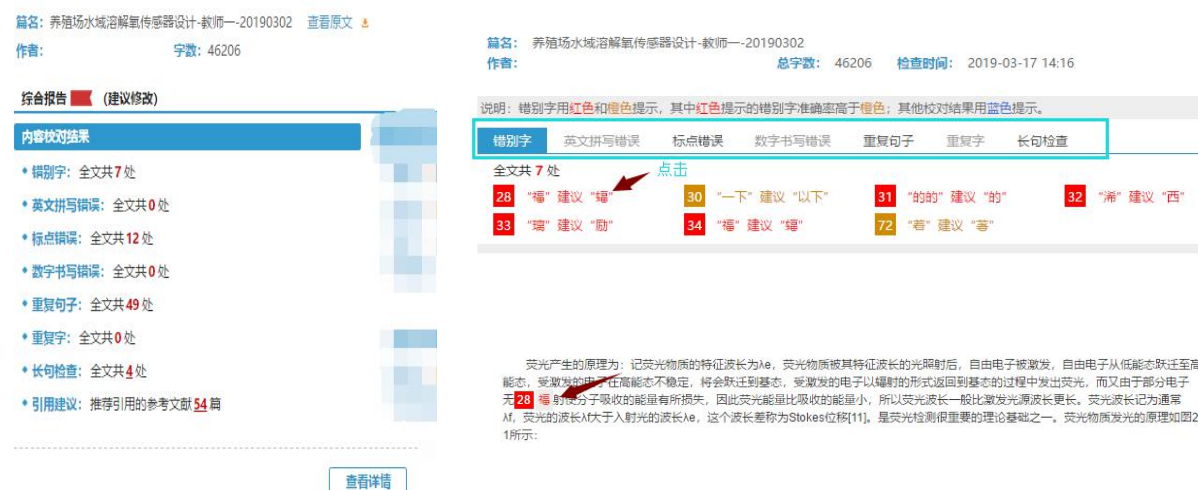 篇名：养殖场水域溶解氧传感器设计-教师一-20190302 查看原文
作者： 字数：46206
综合报告 (建议修改)
内容校对结果
错别字：全文共7处
英文拼写错误：全文共0处
标点错误：全文共12处
数字书写错误：全文共0处
重复句子：全文共49处
重复字：全文共0处
长句检查：全文共4处
引用建议：推荐引用的参考文献54篇
查看详情
篇名：养殖场水域溶解氧传感器设计-教师一-20190302
作者： 总字数：46206 检查时间：2019-03-17 14:16
说明：错别字用红色和橙色提示，其中红色提示的错别字准确率高于橙色；其他校对结果用蓝色提示。
错别字 英文拼写错误 标点错误 数字书写错误 重复句子 重复字 长句检查
全文共 7 处 点击
28 “福”建议“辐” 30 “一下”建议“以下” 31 “的的”建议“的” 32 “浠”建议“西”
33 “瑞”建议“励” 34 “福”建议“辐” 72 “若”建议“著”
荧光产生的原理为：记荧光物质的特征波长为λe，荧光物质被其特征波长的光照射后，自由电子被激发，自由电子从低能态跃迁至高
能态，受激发的电子在高能态不稳定，将会跃迁到基态，受激发的电子以辐射的形式返回到基态的过程中发出荧光，而又由于部分电子
无28 福 射使分子吸收的能量有所损失，因此荧光能量比吸收的能量小，所以荧光波长一般比激发光源波长更长。荧光波长记为通常
λf，荧光的波长λf大于入射光的波长λe，这个波长差称为Stokes位移[11]。是荧光检测很重要的理论基础之一。荧光物质发光的原理如图2
1所示：